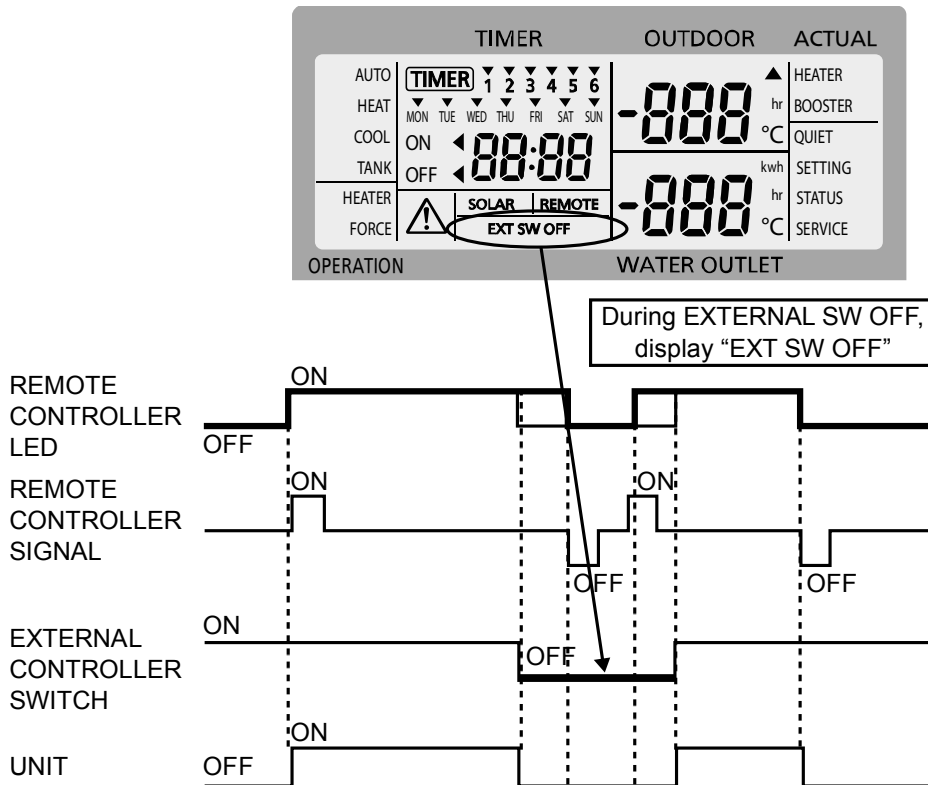 TIMER OUTDOOR ACTUAL
AUTO TIMER 1 2 3 4 5 6 -888 HEATER
HEAT MON TUE WED THU FRI SAT SUN hr BOOSTER
COOL ON 88:88 °C QUIET
TANK OFF kwh SETTING
HEATER SOLAR REMOTE -888 hr STATUS
FORCE EXT SW OFF °C SERVICE
OPERATION WATER OUTLET
During EXTERNAL SW OFF,
display “EXT SW OFF”
REMOTE
CONTROLLER
LED
ON
OFF
REMOTE
CONTROLLER
SIGNAL
ON
ON
OFF
OFF
EXTERNAL
CONTROLLER
SWITCH
ON
OFF
UNIT
ON
OFF